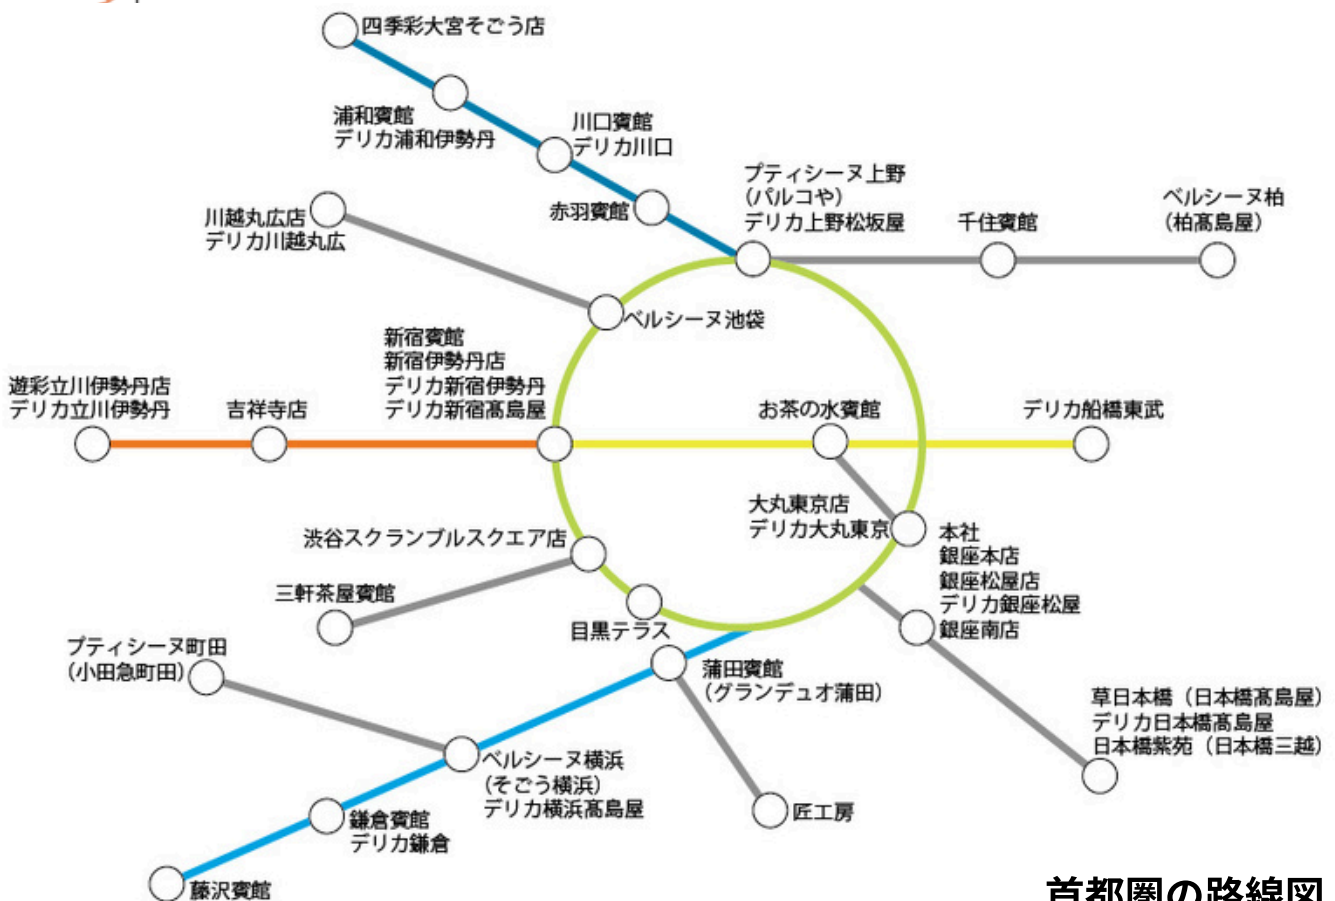 四季彩大宮そごう店
浦和賓館
デリカ浦和伊勢丹
川口賓館
デリカ川口
赤羽賓館
プティシーヌ上野
（パルコや）
デリカ上野松坂屋
千住賓館
ベルシーヌ柏
（柏髙島屋）
川越丸広店
デリカ川越丸広
ベルシーヌ池袋
新宿賓館
新宿伊勢丹店
デリカ新宿伊勢丹
デリカ新宿髙島屋
遊彩立川伊勢丹店
デリカ立川伊勢丹
吉祥寺店
お茶の水賓館
デリカ船橋東武
大丸東京店
デリカ大丸東京
本社
銀座本店
銀座松屋店
デリカ銀座松屋
銀座南店
渋谷スクランブルスクエア店
三軒茶屋賓館
目黒テラス
プティシーヌ町田
（小田急町田）
蒲田賓館
（グランデュオ蒲田）
草日本橋（日本橋髙島屋）
デリカ日本橋髙島屋
日本橋紫苑（日本橋三越）
ベルシーヌ横浜
（そごう横浜）
デリカ横浜髙島屋
匠工房
鎌倉賓館
デリカ鎌倉
藤沢賓館
首都圏の路線図